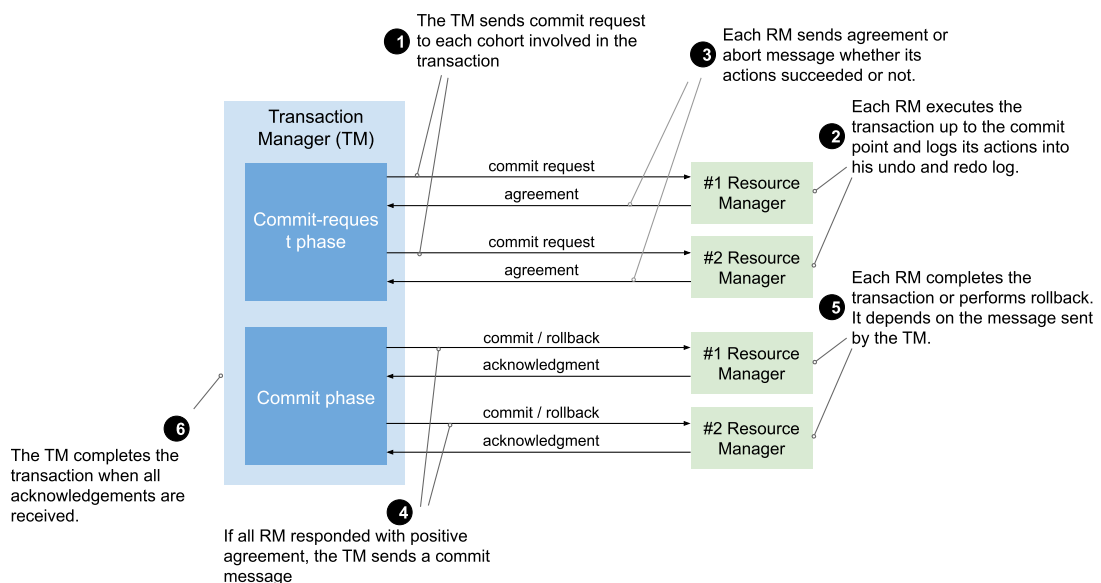 1
The TM sends commit request
to each cohort involved in the
transaction
3
Each RM sends agreement or
abort message whether its
actions succeeded or not.
2
Each RM executes the
transaction up to the commit
point and logs its actions into
his undo and redo log.
Transaction
Manager (TM)
Commit-reques
t phase
commit request
agreement
commit request
agreement
#1 Resource
Manager
#2 Resource
Manager
5
Each RM completes the
transaction or performs rollback.
It depends on the message sent
by the TM.
Commit phase
commit / rollback
acknowledgment
commit / rollback
acknowledgment
#1 Resource
Manager
#2 Resource
Manager
6
The TM completes the
transaction when all
acknowledgements are
received.
4
If all RM responded with positive
agreement, the TM sends a commit
message